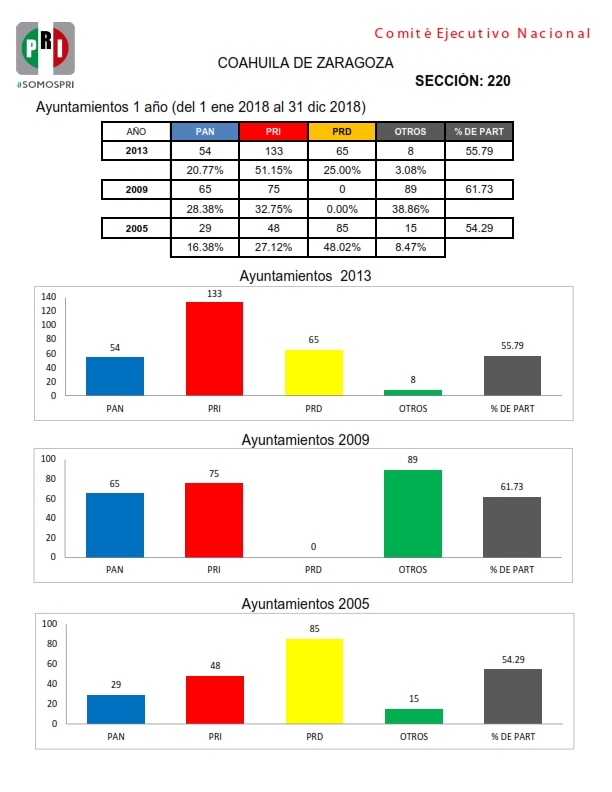 Comité Ejecutivo Nacional
PRI
#SOMOSPRI
COAHUILA DE ZARAGOZA
SECCIÓN: 220
Ayuntamientos 1 año (del 1 ene 2018 al 31 dic 2018)
AÑO PAN PRI PRD OTROS % DE PART
2013 54 133 65 8 55.79
20.77% 51.15% 25.00% 3.08%
2009 65 75 0 89 61.73
28.38% 32.75% 0.00% 38.86%
2005 29 48 85 15 54.29
16.38% 27.12% 48.02% 8.47%
Ayuntamientos 2013
140
120
100
80
60
40
20
0
54
133
65
8
55.79
PAN PRI PRD OTROS % DE PART
Ayuntamientos 2009
100
80
60
40
20
0
65
75
0
89
61.73
PAN PRI PRD OTROS % DE PART
Ayuntamientos 2005
100
80
60
40
20
0
29
48
85
15
54.29
PAN PRI PRD OTROS % DE PART